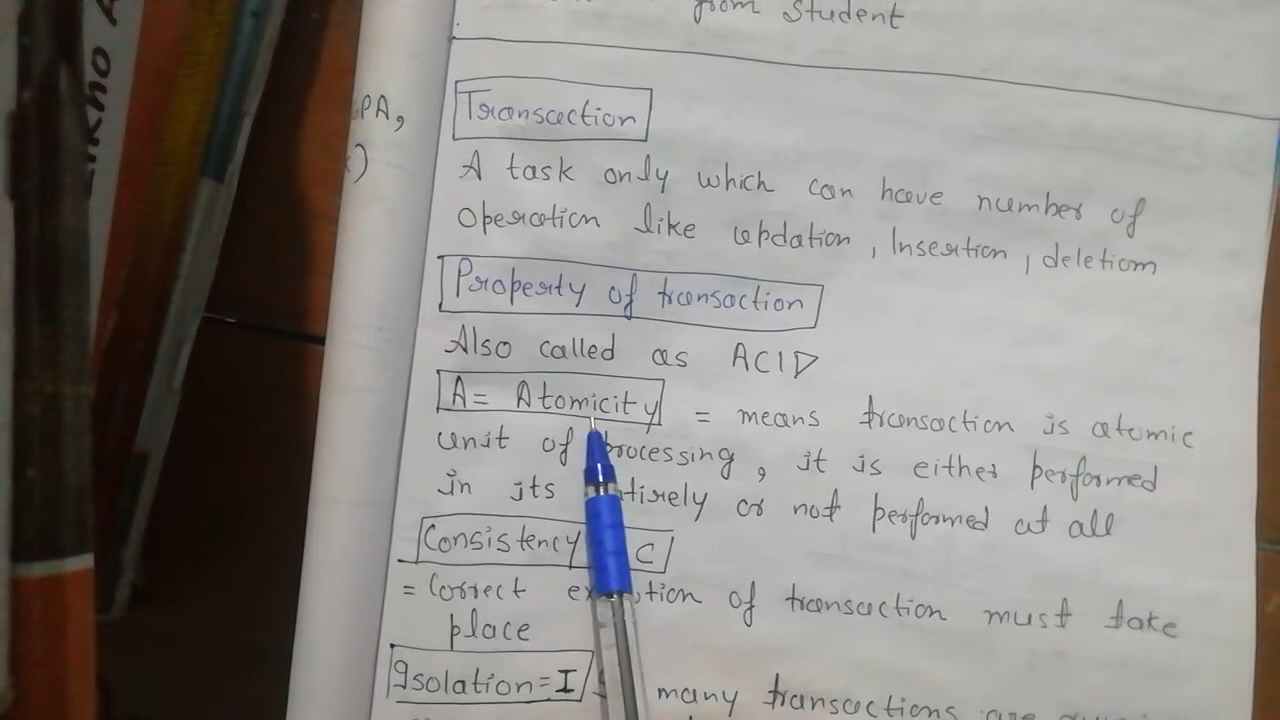 from Student
PA,
Transaction
A task only which can have number of
operation like updation, Insertion, deletion
Property of transaction
Also called as ACID
A= Atomicity = means transaction is atomic
unit of processing, it is either performed
in its or not performed at all
Consistency C
= Correct of transaction must take
place
Isolation = I many transactions are